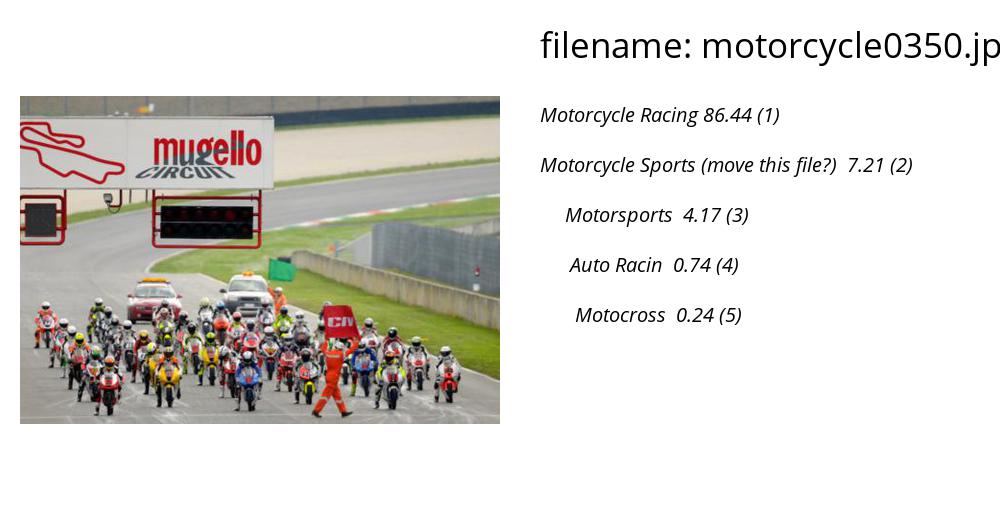 filename: motorcycle0350.jp
mugello
CIRCUIT
Motorcycle Racing 86.44 (1)
Motorcycle Sports (move this file?) 7.21 (2)
Motorsports 4.17 (3)
Auto Racin 0.74 (4)
Motocross 0.24 (5)